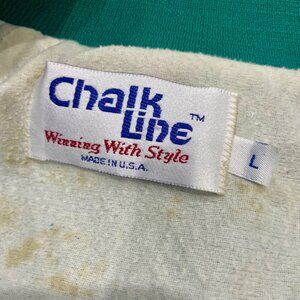 Chalk
Line™
Winning With Style
MADE IN U.S.A.
L